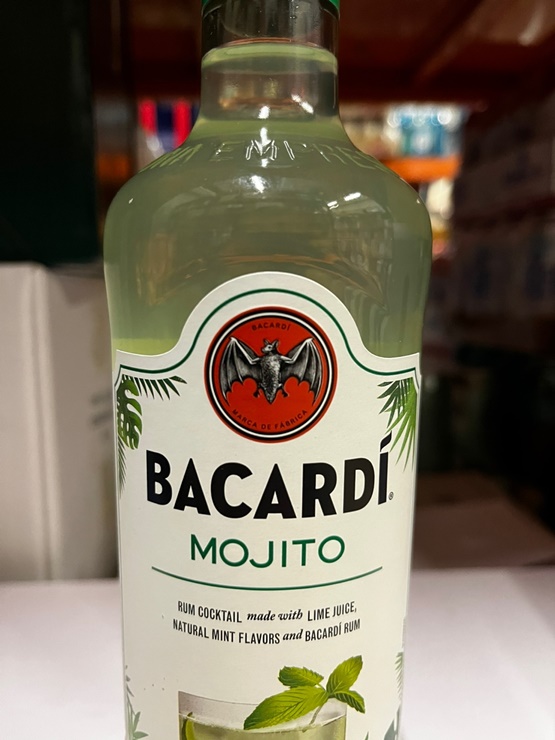 BACARDÍ
MARCA DE FÁBRICA
BACARDÍ®
MOJITO
RUM COCKTAIL made with LIME JUICE,
NATURAL MINT FLAVORS and BACARDÍ RUM